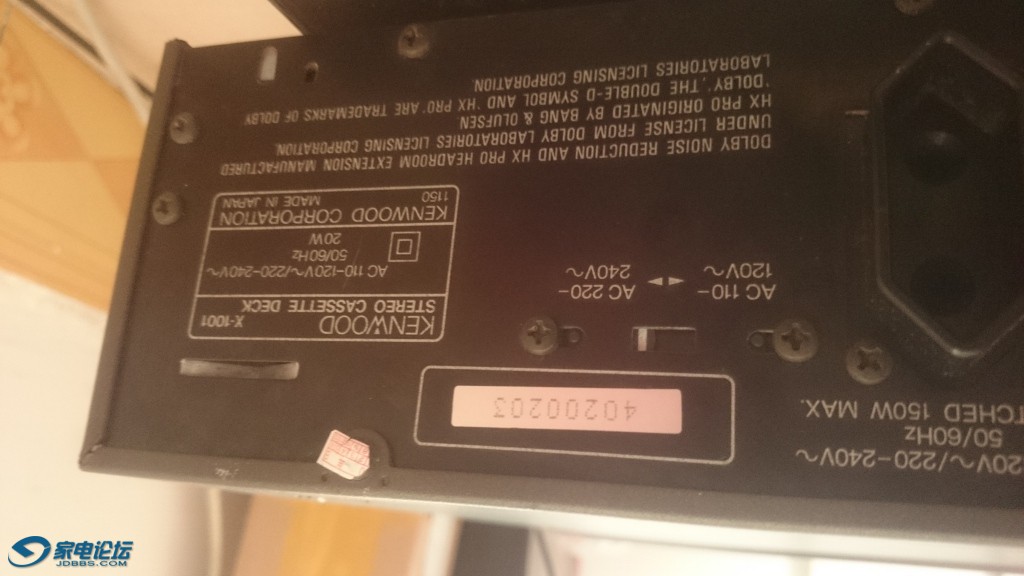 DOLBY NOISE REDUCTION AND HX PRO HEADROOM EXTENSION MANUFACTURED
UNDER LICENSE FROM DOLBY LABORATORIES LICENSING CORPORATION.
HX PRO ORIGINATED BY BANG & OLUFSEN.
"DOLBY", THE DOUBLE-D SYMBOL AND "HX PRO" ARE TRADEMARKS OF DOLBY
LABORATORIES LICENSING CORPORATION.
KENWOOD
STEREO CASSETTE DECK X-1001
AC 110-120V~/220-240V~
50/60Hz
20W
KENWOOD CORPORATION
MADE IN JAPAN 1150
AC 110-
120V~
AC 220-
240V~
40200203
20V~/220-240V~
50/60Hz
TCHED 150W MAX.
家电论坛
JDBBS.COM